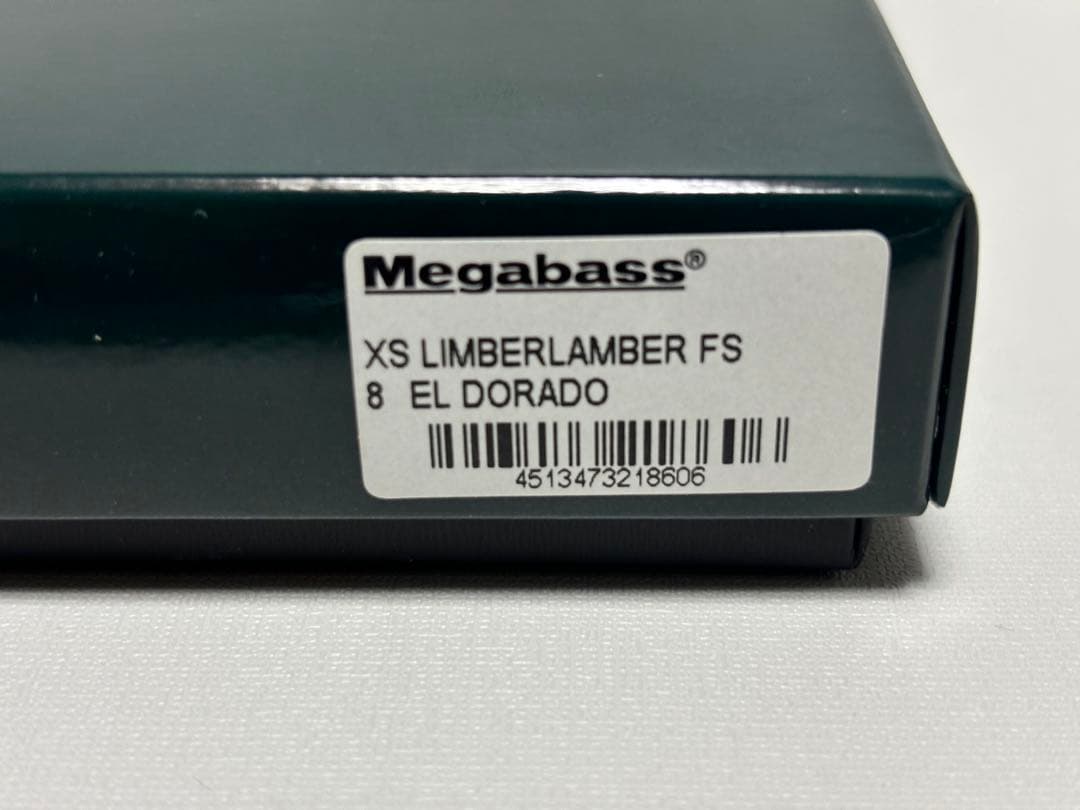 Megabass®
XS LIMBERLAMBER FS
8 EL DORADO
4513473218606